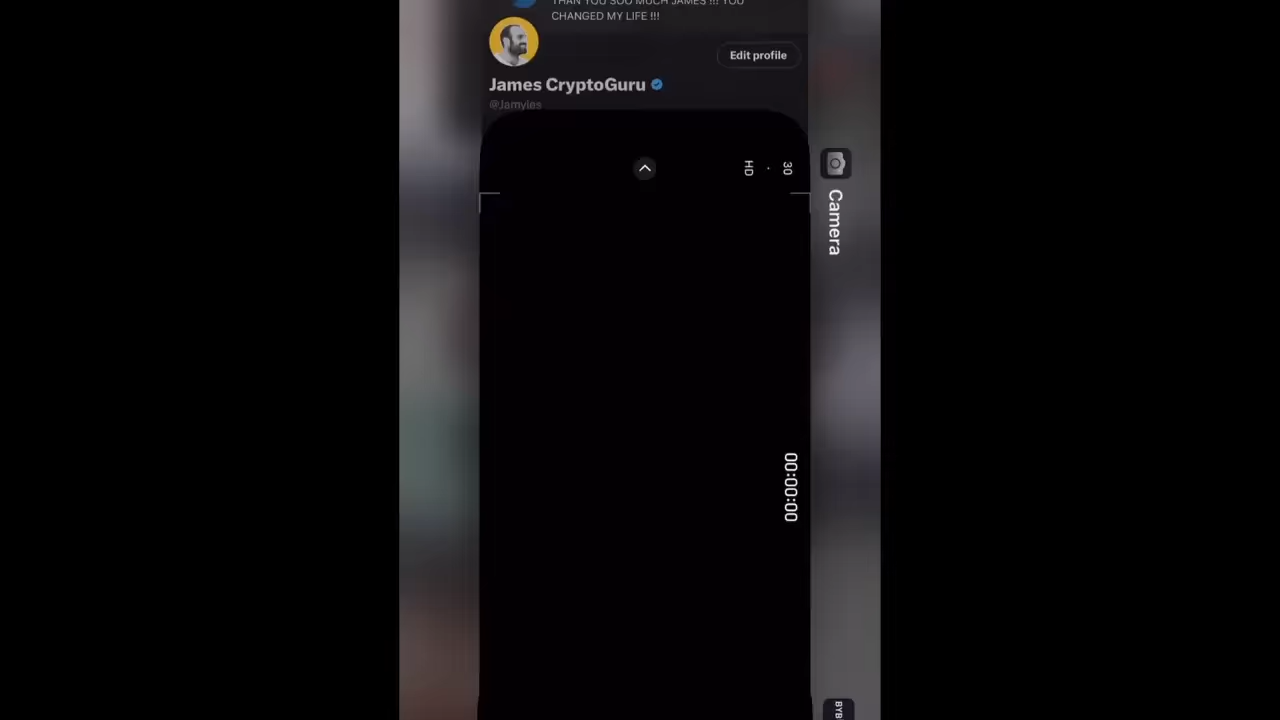 THAN YOU SOO MUCH JAMES !!! YOU
CHANGED MY LIFE !!!
Edit profile
James CryptoGuru
@Jamyles
HD · 30
Camera
00:00:00